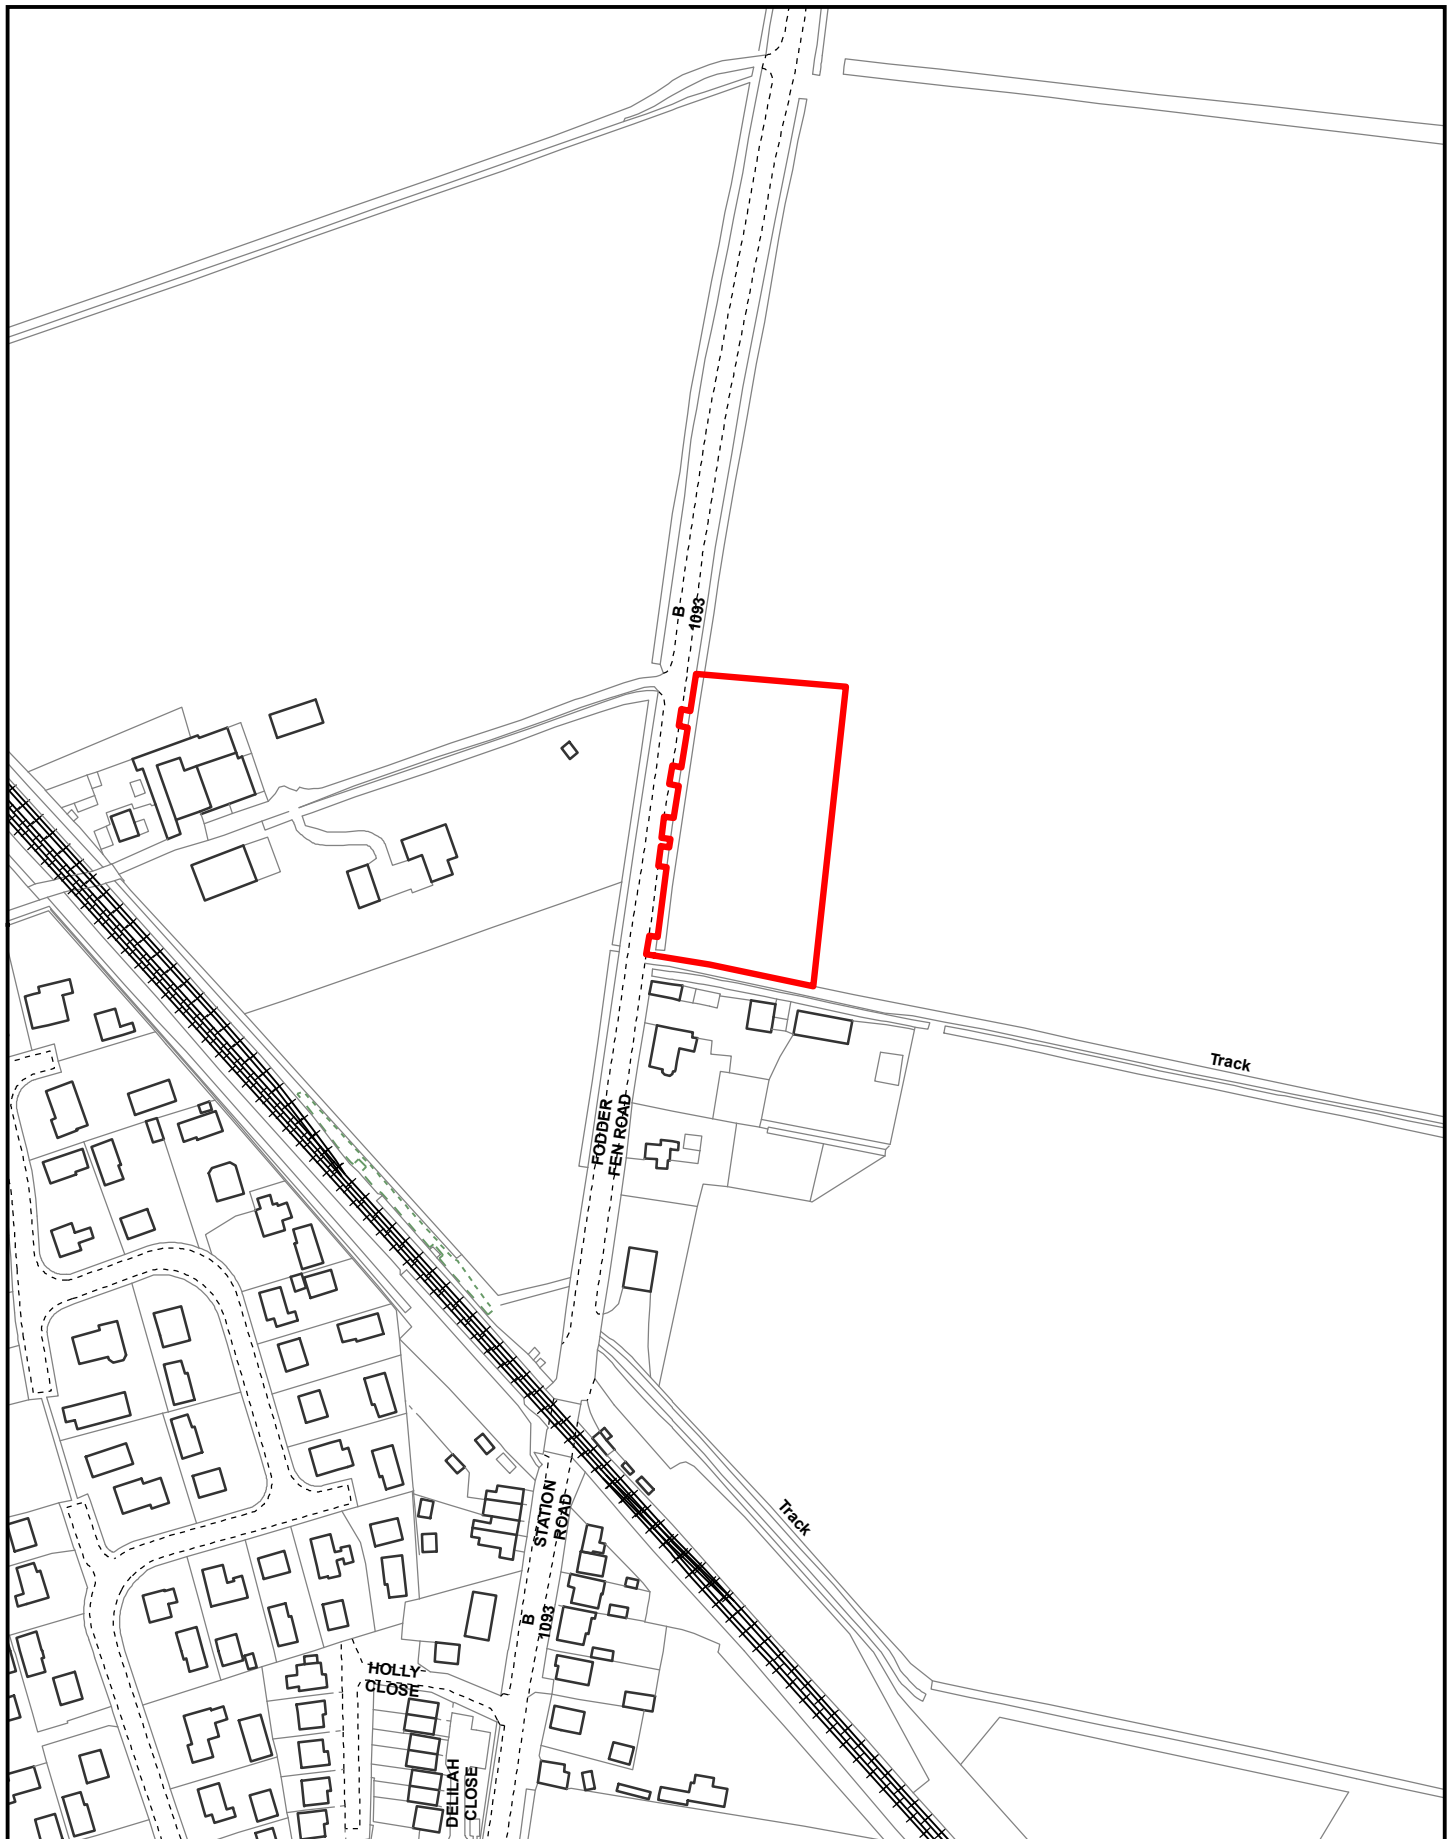 B
1093
Track
FODDER
FEN ROAD
Track
STATION
ROAD
B
1093
HOLLY
CLOSE
DELILAH
CLOSE